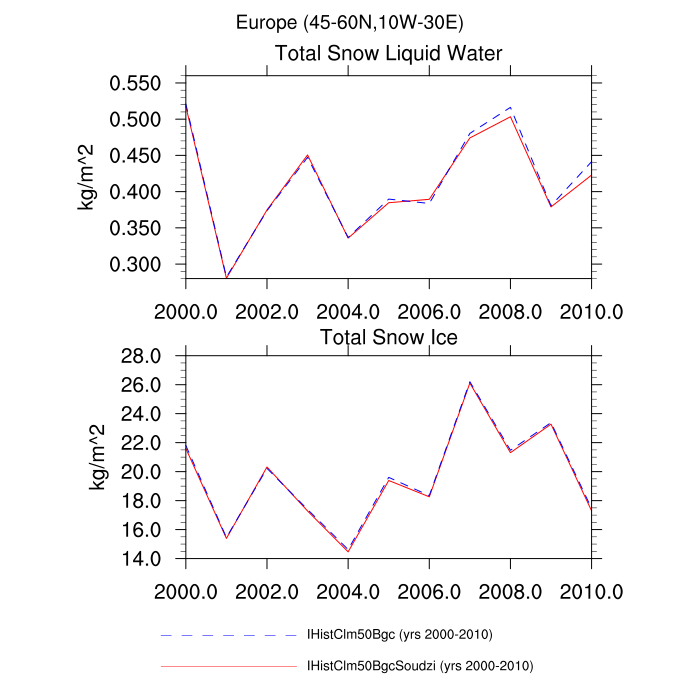 Europe (45-60N,10W-30E)
Total Snow Liquid Water
0.550
0.500
0.450
0.400
0.350
0.300
kg/m^2
2000.0 2002.0 2004.0 2006.0 2008.0 2010.0
Total Snow Ice
28.0
26.0
24.0
22.0
20.0
18.0
16.0
14.0
kg/m^2
2000.0 2002.0 2004.0 2006.0 2008.0 2010.0
IHistClm50Bgc (yrs 2000-2010)
IHistClm50BgcSoudzi (yrs 2000-2010)